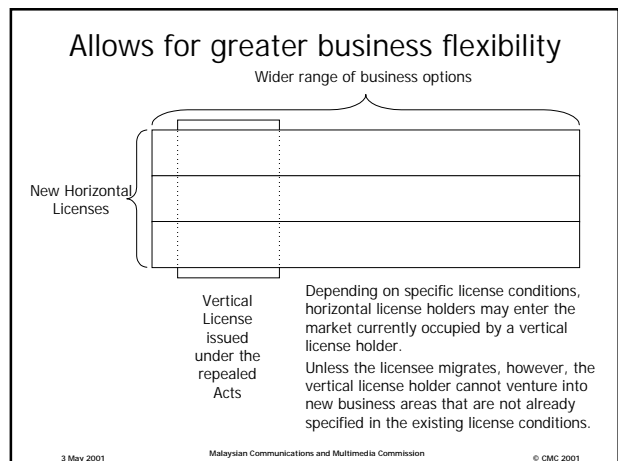 Allows for greater business flexibility
Wider range of business options
New Horizontal
Licenses
Vertical
License
issued
under the
repealed
Acts
Depending on specific license conditions,
horizontal license holders may enter the
market currently occupied by a vertical
license holder.
Unless the licensee migrates, however, the
vertical license holder cannot venture into
new business areas that are not already
specified in the existing license conditions.
3 May 2001
Malaysian Communications and Multimedia Commission
© CMC 2001